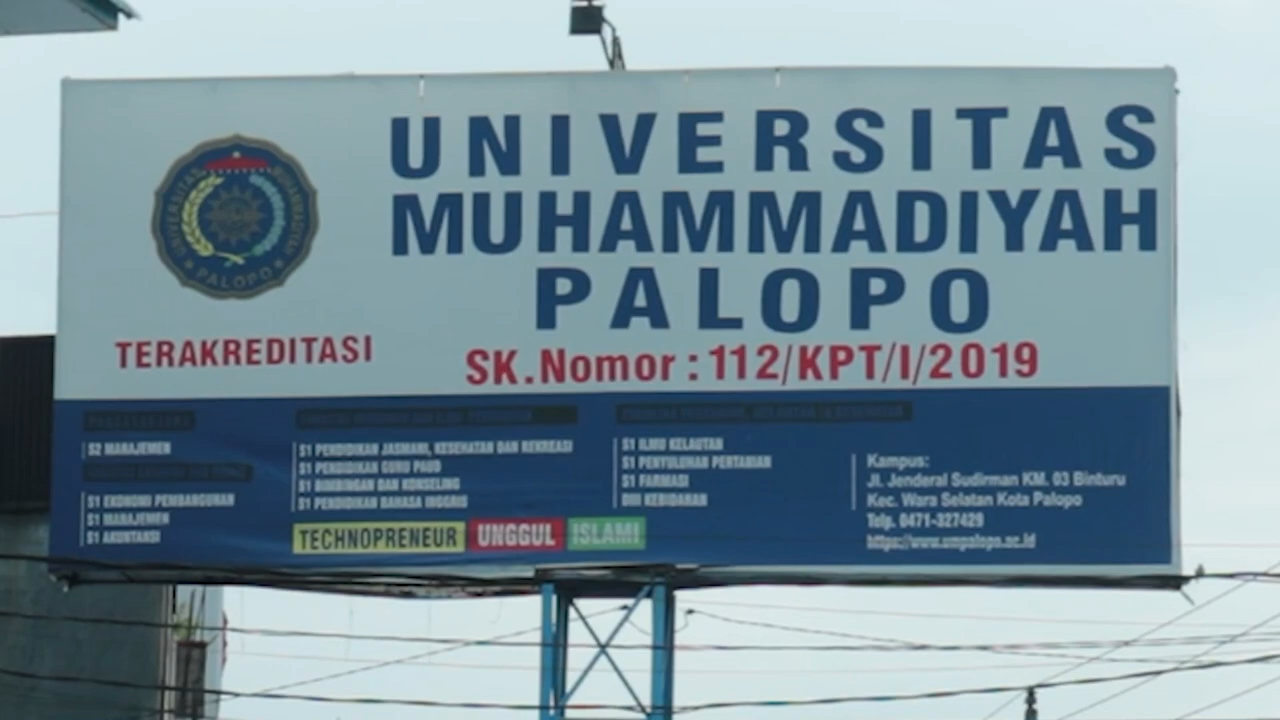 UNIVERSITAS
MUHAMMADIYAH
PALOPO
UNIVERSITAS MUHAMMADIYAH
PALOPO
TERAKREDITASI
SK.Nomor : 112/KPT/I/2019
S2 MANAJEMEN
S1 EKONOMI PEMBANGUNAN
S1 MANAJEMEN
S1 AKUNTANSI
S1 PENDIDIKAN JASMANI, KESEHATAN DAN REKREASI
S1 PENDIDIKAN GURU PAUD
S1 BIMBINGAN DAN KONSELING
S1 PENDIDIKAN BAHASA INGGRIS
S1 ILMU KELAUTAN
S1 PENYULUHAN PERTANIAN
S1 FARMASI
DIII KEBIDANAN
TECHNOPRENEUR UNGGUL ISLAMI
Kampus:
Jl. Jenderal Sudirman KM. 03 Binturu
Kec. Wara Selatan Kota Palopo
Telp. 0471-327429
https://www.umpalopo.ac.id